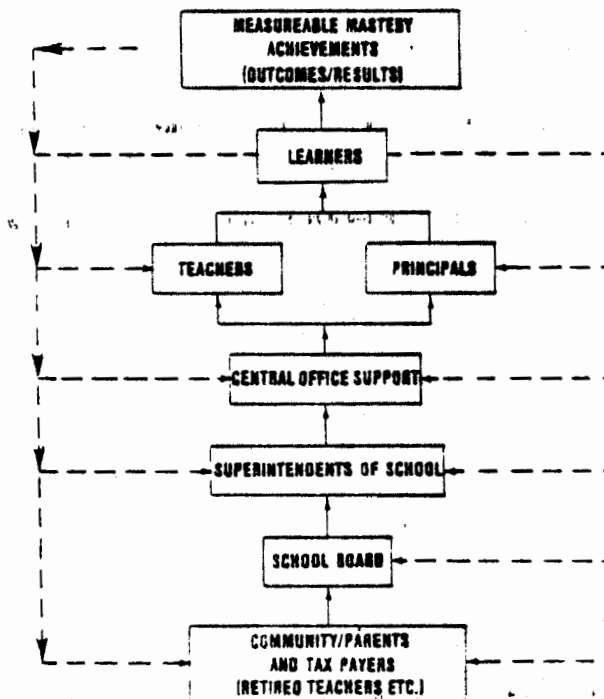 MEASUREABLE MASTERY
ACHIEVEMENTS
(OUTCOMES/RESULTS)
LEARNERS
TEACHERS
PRINCIPALS
CENTRAL OFFICE SUPPORT
SUPERINTENDENTS OF SCHOOL
SCHOOL BOARD
COMMUNITY/PARENTS
AND TAX PAYERS
(RETIRED TEACHERS ETC.)